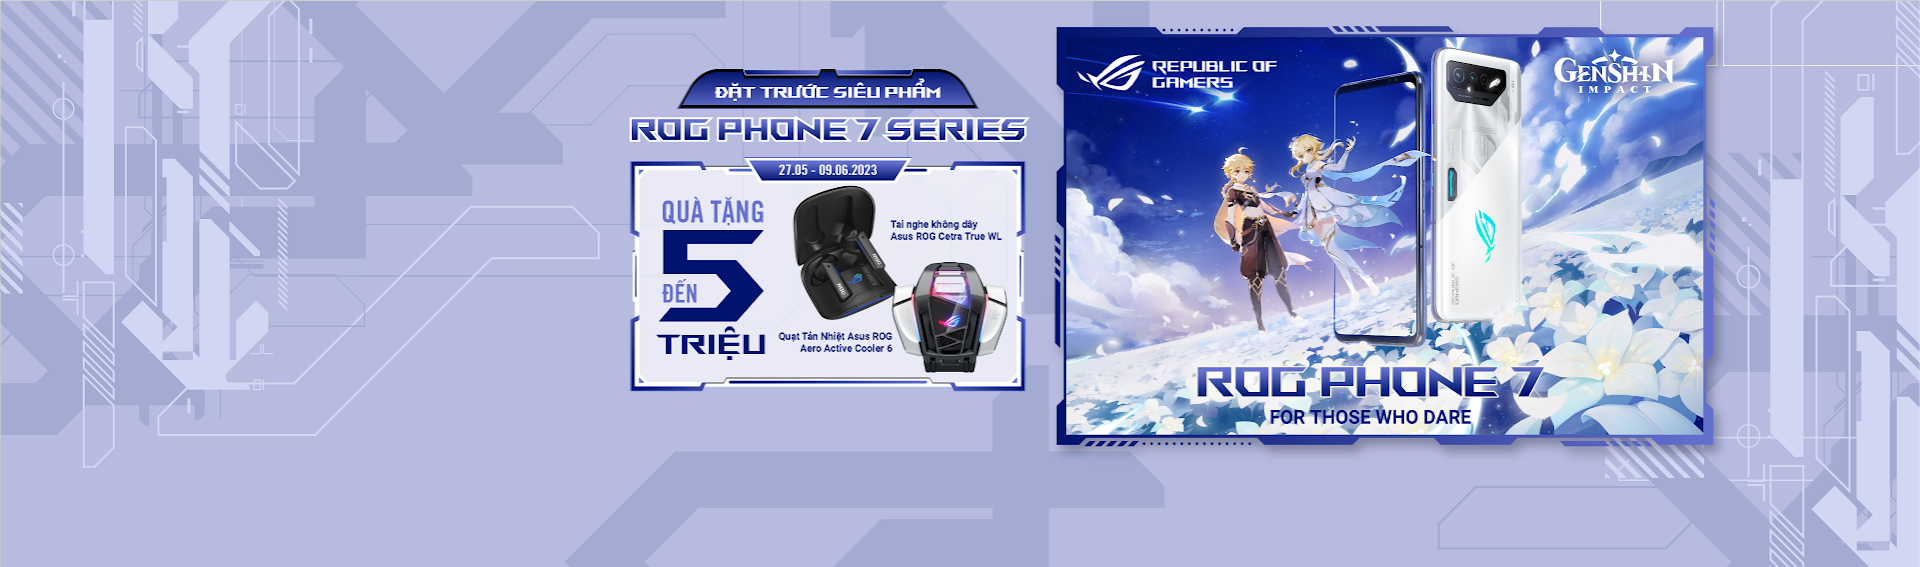 ĐẶT TRƯỚC SIÊU PHẨM
ROG PHONE 7 SERIES
27.05 - 09.06.2023
QUÀ TẶNG
ĐẾN
5
TRIỆU
Tai nghe không dây
Asus ROG Cetra True WL
Quạt Tản Nhiệt Asus ROG
Aero Active Cooler 6
REPUBLIC OF
GAMERS
GENSHIN
IMPACT
ROG PHONE 7
FOR THOSE WHO DARE